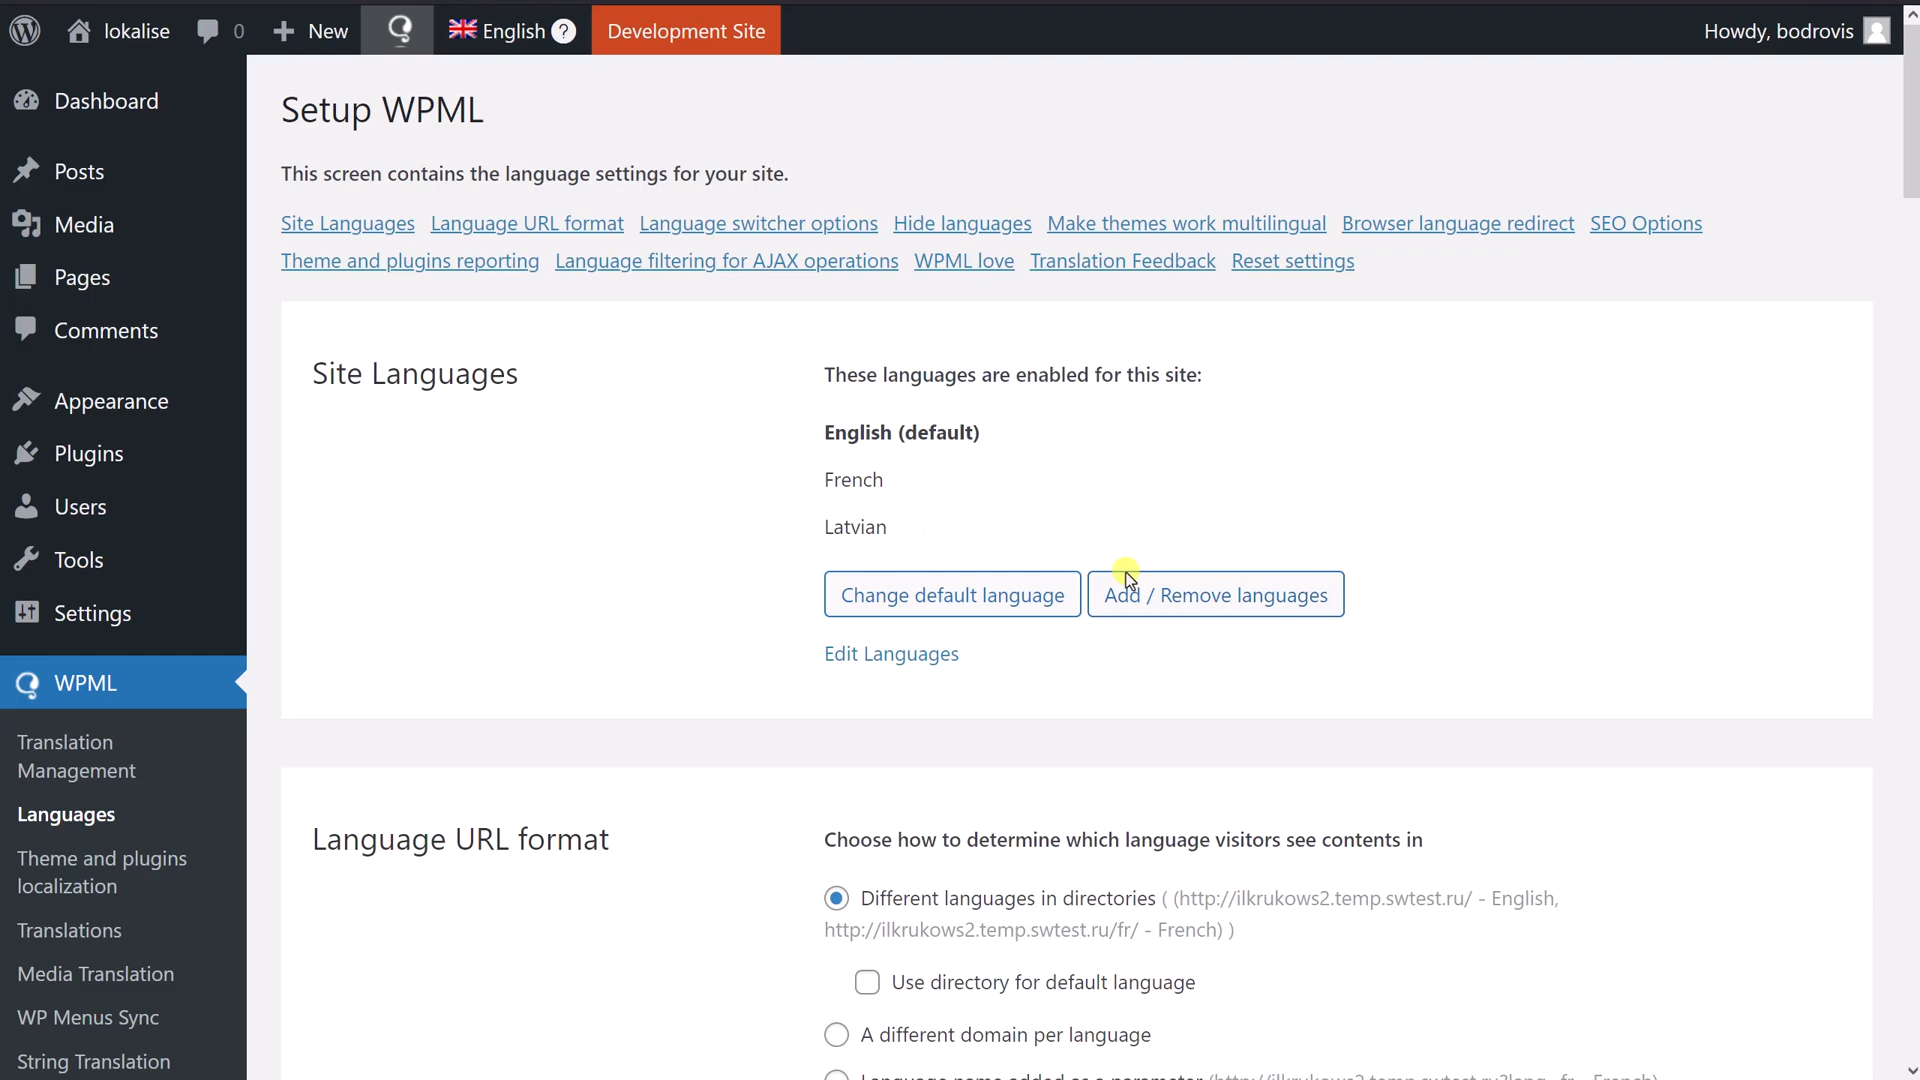 lokalise 0 New English ? Development Site Howdy, bodrovis
Dashboard
Posts
Media
Pages
Comments
Appearance
Plugins
Users
Tools
Settings
WPML
Translation
Management
Languages
Theme and plugins
localization
Translations
Media Translation
WP Menus Sync
String Translation
Setup WPML
This screen contains the language settings for your site.
Site Languages Language URL format Language switcher options Hide languages Make themes work multilingual Browser language redirect SEO Options
Theme and plugins reporting Language filtering for AJAX operations WPML love Translation Feedback Reset settings
Site Languages
These languages are enabled for this site:
English (default)
French
Latvian
Change default language Add / Remove languages
Edit Languages
Language URL format
Choose how to determine which language visitors see contents in
Different languages in directories ( (http://ilkrukows2.temp.swtest.ru/ - English,
http://ilkrukows2.temp.swtest.ru/fr/ - French) )
Use directory for default language
A different domain per language